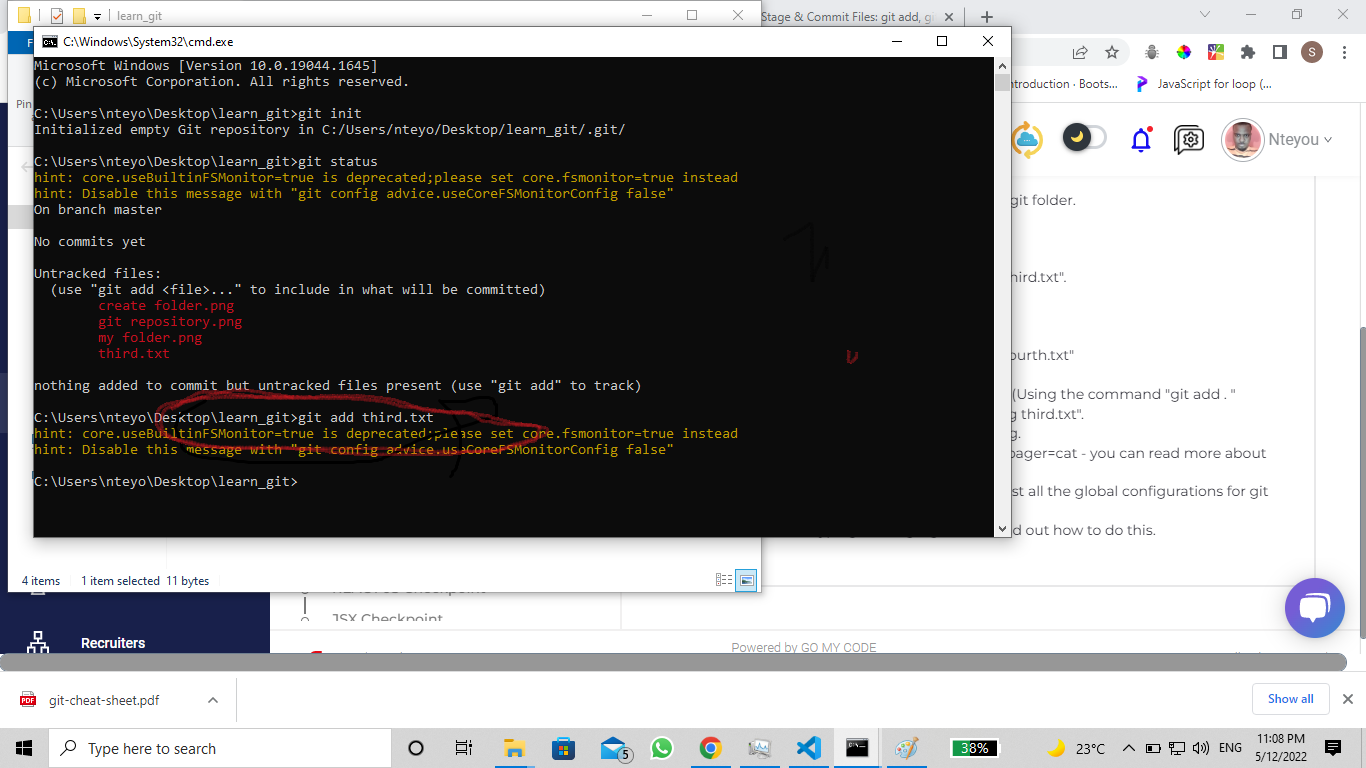 learn_git
Stage & Commit Files: git add, g
C:\Windows\System32\cmd.exe
Microsoft Windows [Version 10.0.19044.1645]
(c) Microsoft Corporation. All rights reserved.
C:\Users\nteyo\Desktop\learn_git>git init
Initialized empty Git repository in C:/Users/nteyo/Desktop/learn_git/.git/
C:\Users\nteyo\Desktop\learn_git>git status
hint: core.useBuiltinFSMonitor=true is deprecated;please set core.fsmonitor=true instead
hint: Disable this message with "git config advice.useCoreFSMonitorConfig false"
On branch master
No commits yet
Untracked files:
(use "git add <file>..." to include in what will be committed)
create folder.png
git repository.png
my folder.png
third.txt
nothing added to commit but untracked files present (use "git add" to track)
C:\Users\nteyo\Desktop\learn_git>git add third.txt
hint: core.useBuiltinFSMonitor=true is deprecated;please set core.fsmonitor=true instead
hint: Disable this message with "git config advice.useCoreFSMonitorConfig false"
C:\Users\nteyo\Desktop\learn_git>
F
Pin
S
ntroduction · Boots...
JavaScript for loop (...
Nteyou
git folder.
hird.txt".
ourth.txt"
(Using the command "git add . "
g third.txt".
g.
pager=cat - you can read more about
st all the global configurations for git
d out how to do this.
4 items 1 item selected 11 bytes
JSX Checkpoint
Recruiters
Powered by GO MY CODE
git-cheat-sheet.pdf
Show all
Type here to search
5
38%
23°C
ENG
11:08 PM
5/12/2022